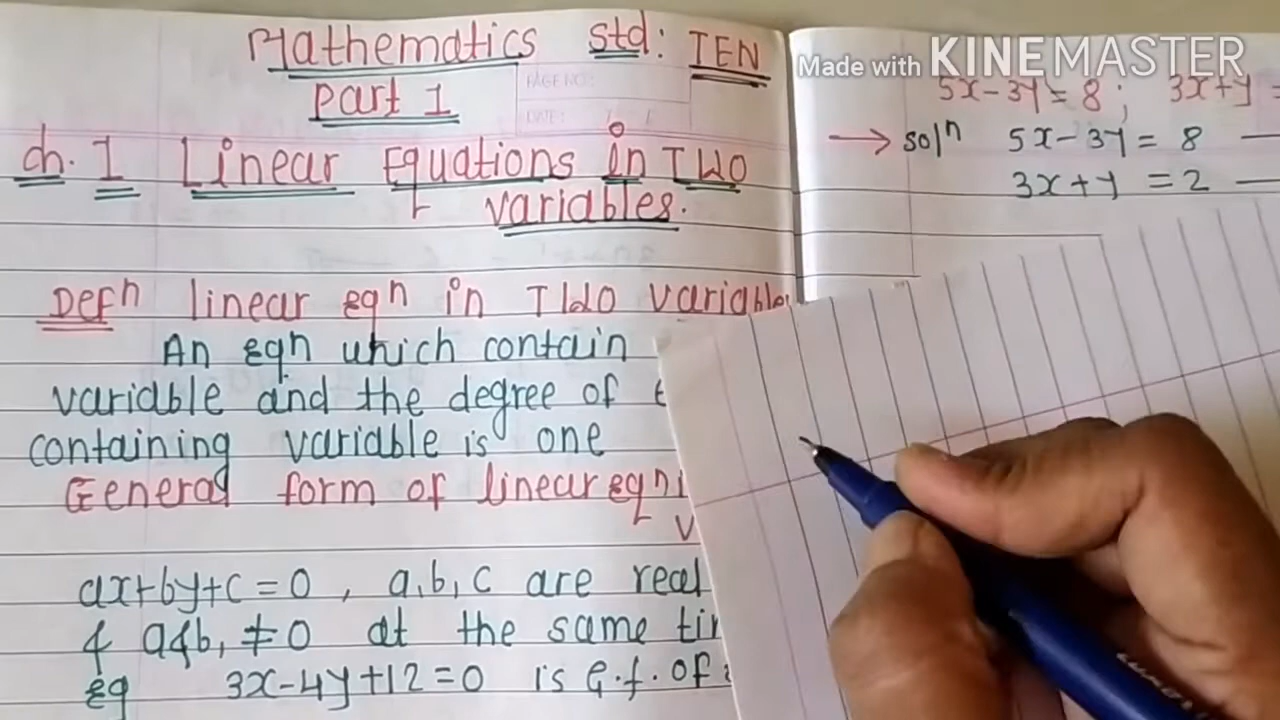 Mathematics Std: TEN
Part 1
PAGE NO.:
DATE: / /
ch. 1 Linear Equations in TWO
variables.
Defⁿ linear eqⁿ in TWO variable
An eqn which contain
variable and the degree of
containing variable is one
General form of linear eqn
ax+by+c=0 , a,b,c are real
& a&b, ≠0 at the same
eg 3x-4y+12=0 is G.f. of
Made with KINEMASTER
5x-3y=8; 3x+y=
→ solⁿ 5x-3y=8 —
3x+y=2 —